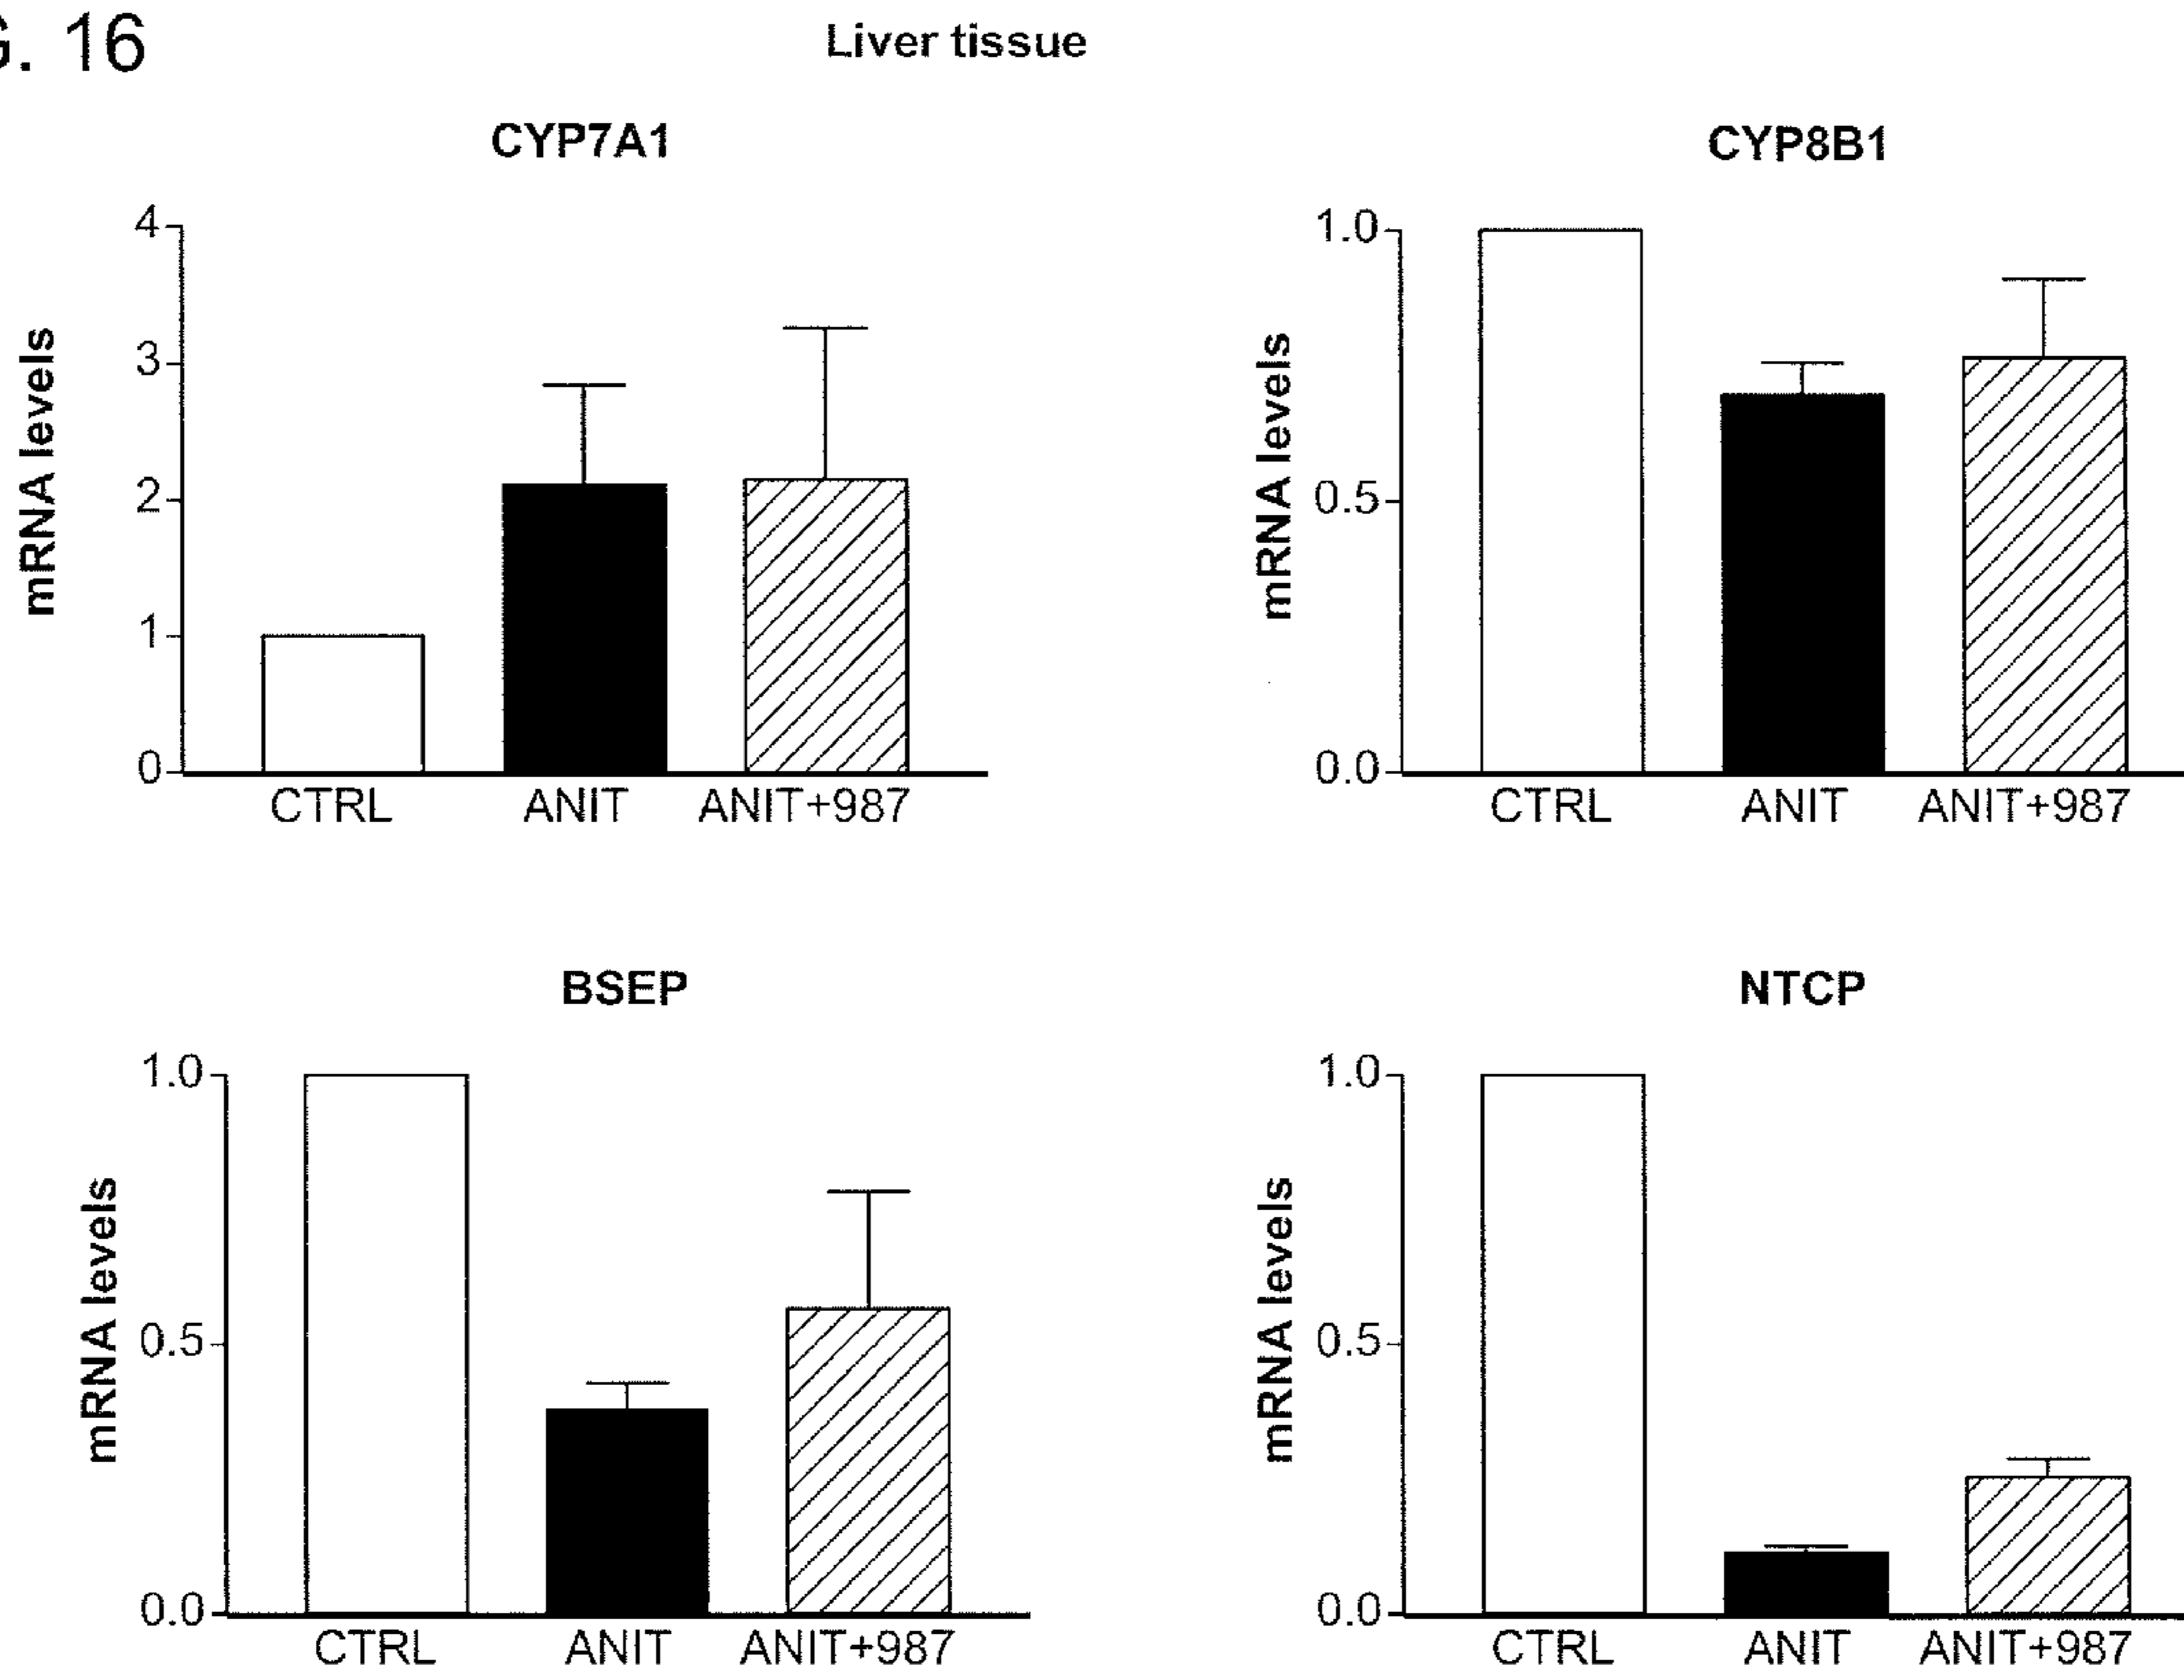 G. 16
Liver tissue
CYP7A1
mRNA levels
4
3
2
1
0
CTRL ANIT ANIT+987
CYP8B1
mRNA levels
1.0
0.5
0.0
CTRL ANIT ANIT+987
BSEP
mRNA levels
1.0
0.5
0.0
CTRL ANIT ANIT+987
NTCP
mRNA levels
1.0
0.5
0.0
CTRL ANIT ANIT+987